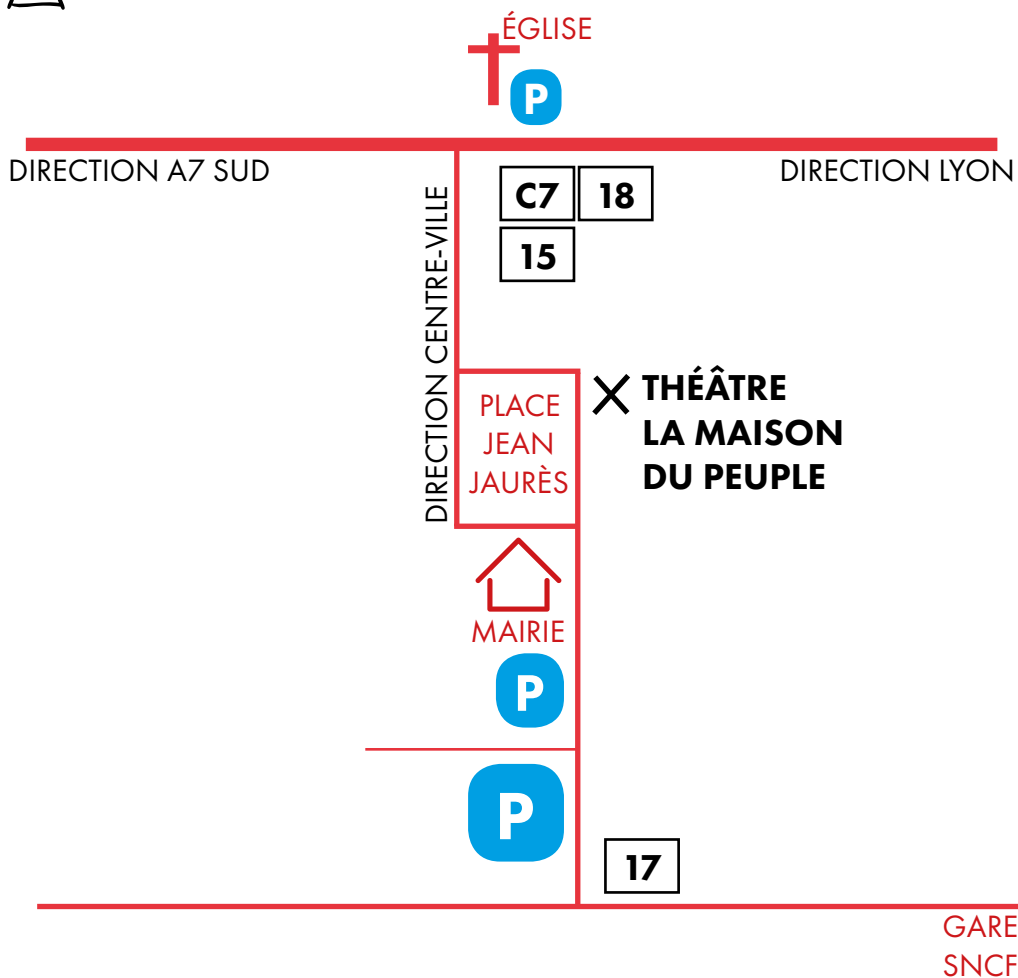 ÉGLISE
P
DIRECTION A7 SUD
DIRECTION LYON
C7
18
15
DIRECTION CENTRE-VILLE
PLACE
JEAN
JAURÈS
THÉÂTRE
LA MAISON
DU PEUPLE
MAIRIE
P
P
17
GARE
SNCF